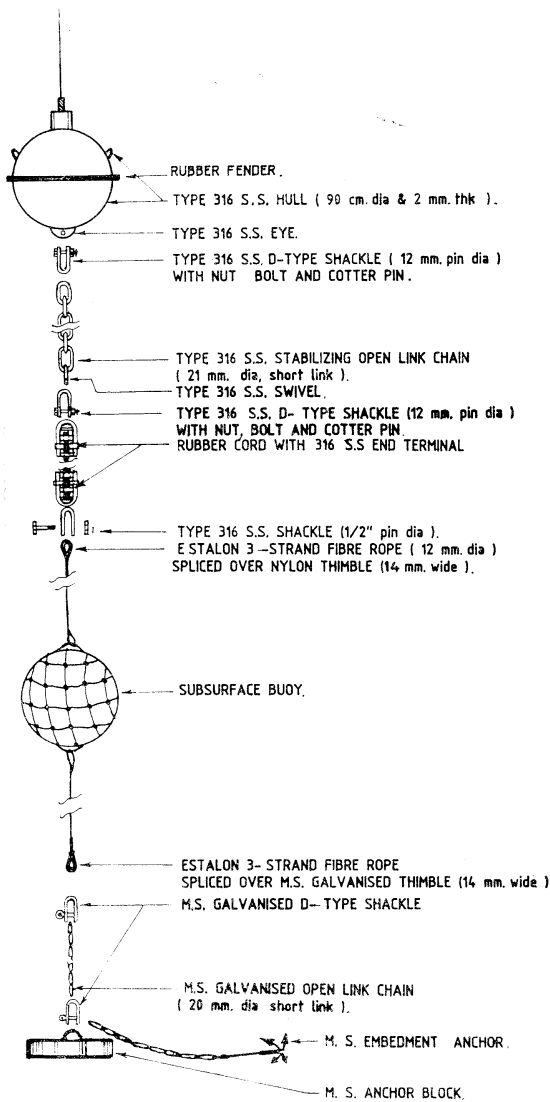 RUBBER FENDER.
TYPE 316 S.S. HULL ( 90 cm. dia & 2 mm. thk ).
TYPE 316 S.S. EYE.
TYPE 316 S.S. D-TYPE SHACKLE ( 12 mm. pin dia )
WITH NUT BOLT AND COTTER PIN.
TYPE 316 S.S. STABILIZING OPEN LINK CHAIN
( 21 mm. dia, short link ).
TYPE 316 S.S. SWIVEL.
TYPE 316 S.S. D- TYPE SHACKLE (12 mm. pin dia )
WITH NUT, BOLT AND COTTER PIN.
RUBBER CORD WITH 316 S.S END TERMINAL
TYPE 316 S.S. SHACKLE (1/2" pin dia ).
ESTALON 3-STRAND FIBRE ROPE ( 12 mm. dia )
SPLICED OVER NYLON THIMBLE (14 mm. wide ).
SUBSURFACE BUOY.
ESTALON 3- STRAND FIBRE ROPE
SPLICED OVER M.S. GALVANISED THIMBLE (14 mm. wide )
M.S. GALVANISED D-TYPE SHACKLE
M.S. GALVANISED OPEN LINK CHAIN
( 20 mm. dia short link ).
M. S. EMBEDMENT ANCHOR.
M. S. ANCHOR BLOCK.